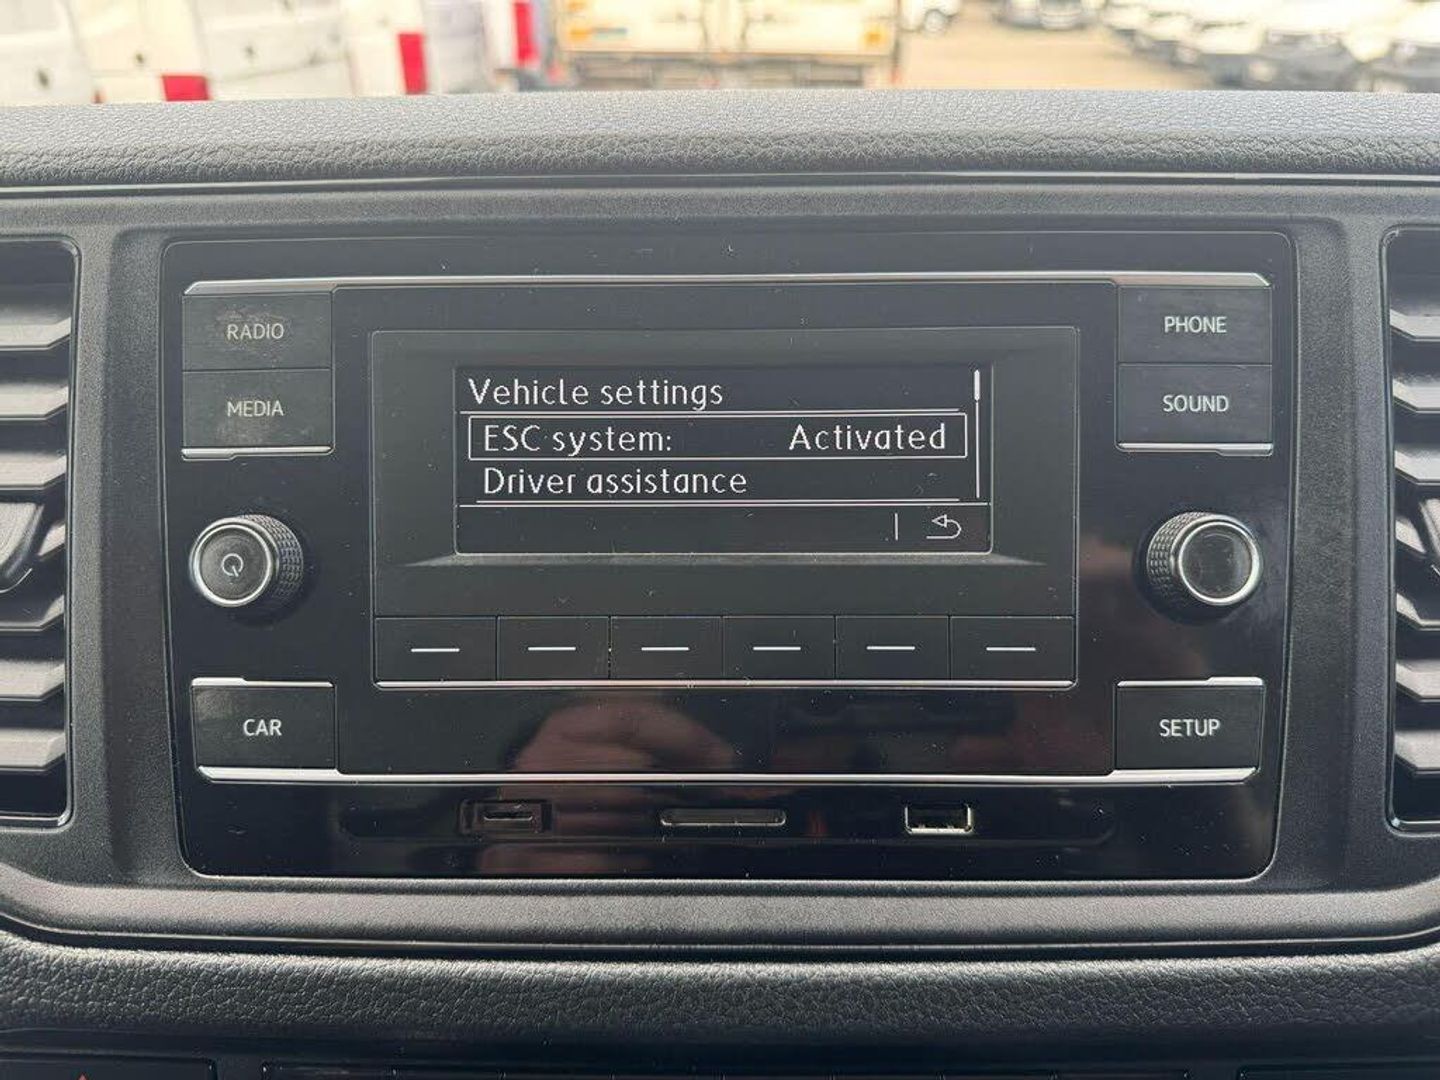 RADIO
PHONE
MEDIA
SOUND
Vehicle settings
ESC system: Activated
Driver assistance
CAR
SETUP